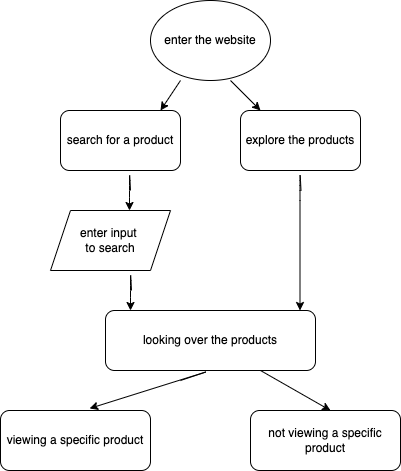 enter the website
search for a product
explore the products
enter input
to search
looking over the products
viewing a specific product
not viewing a specific
product